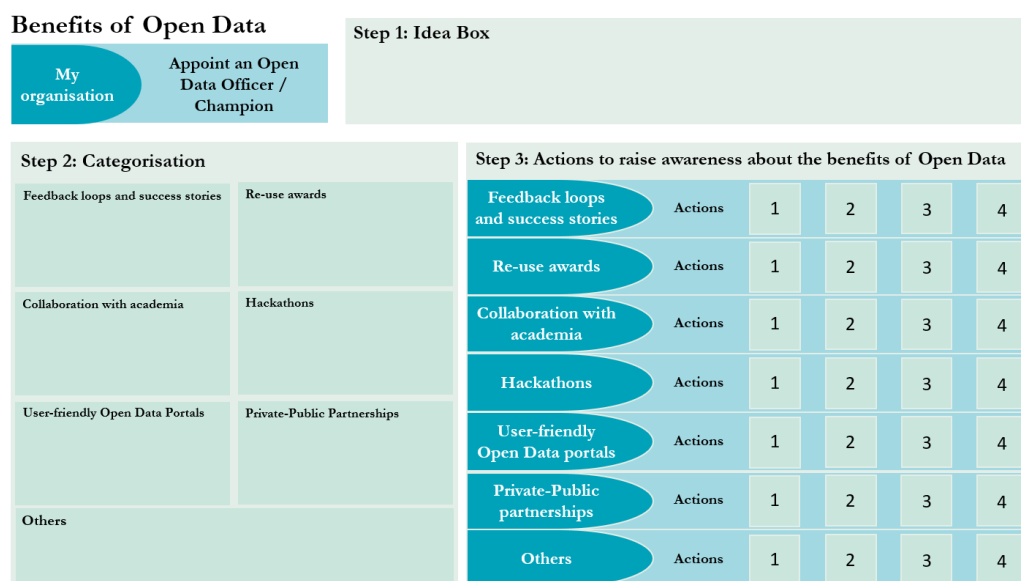 Benefits of Open Data
My
organisation
Appoint an Open
Data Officer /
Champion
Step 1: Idea Box
Step 2: Categorisation
Feedback loops and success stories
Re-use awards
Collaboration with academia
Hackathons
User-friendly Open Data Portals
Private-Public Partnerships
Others
Step 3: Actions to raise awareness about the benefits of Open Data
Feedback loops
and success stories
Actions
1
2
3
4
Re-use awards
Actions
1
2
3
4
Collaboration with
academia
Actions
1
2
3
4
Hackathons
Actions
1
2
3
4
User-friendly
Open Data portals
Actions
1
2
3
4
Private-Public
partnerships
Actions
1
2
3
4
Others
Actions
1
2
3
4